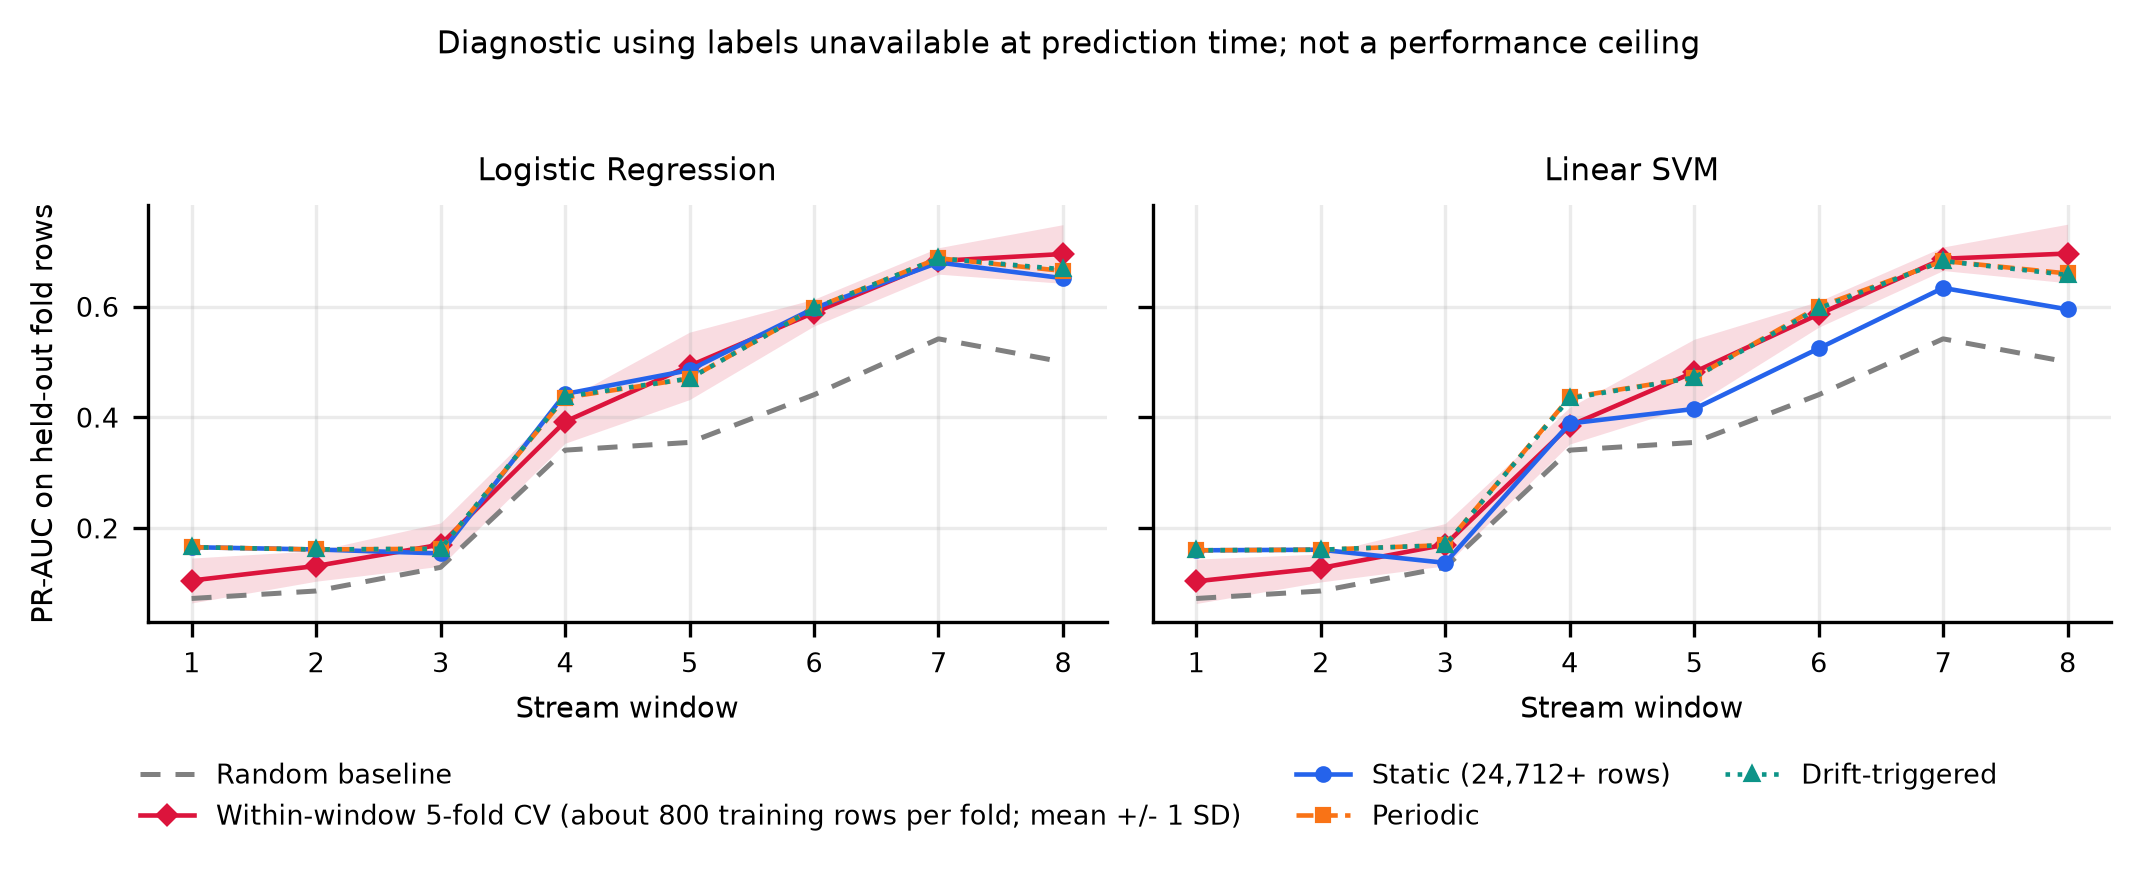 Diagnostic using labels unavailable at prediction time; not a performance ceiling
Logistic Regression
Linear SVM
PR-AUC on held-out fold rows
0.6
0.4
0.2
1 2 3 4 5 6 7 8
1 2 3 4 5 6 7 8
Stream window
Stream window
Random baseline
Within-window 5-fold CV (about 800 training rows per fold; mean +/- 1 SD)
Static (24,712+ rows)
Periodic
Drift-triggered